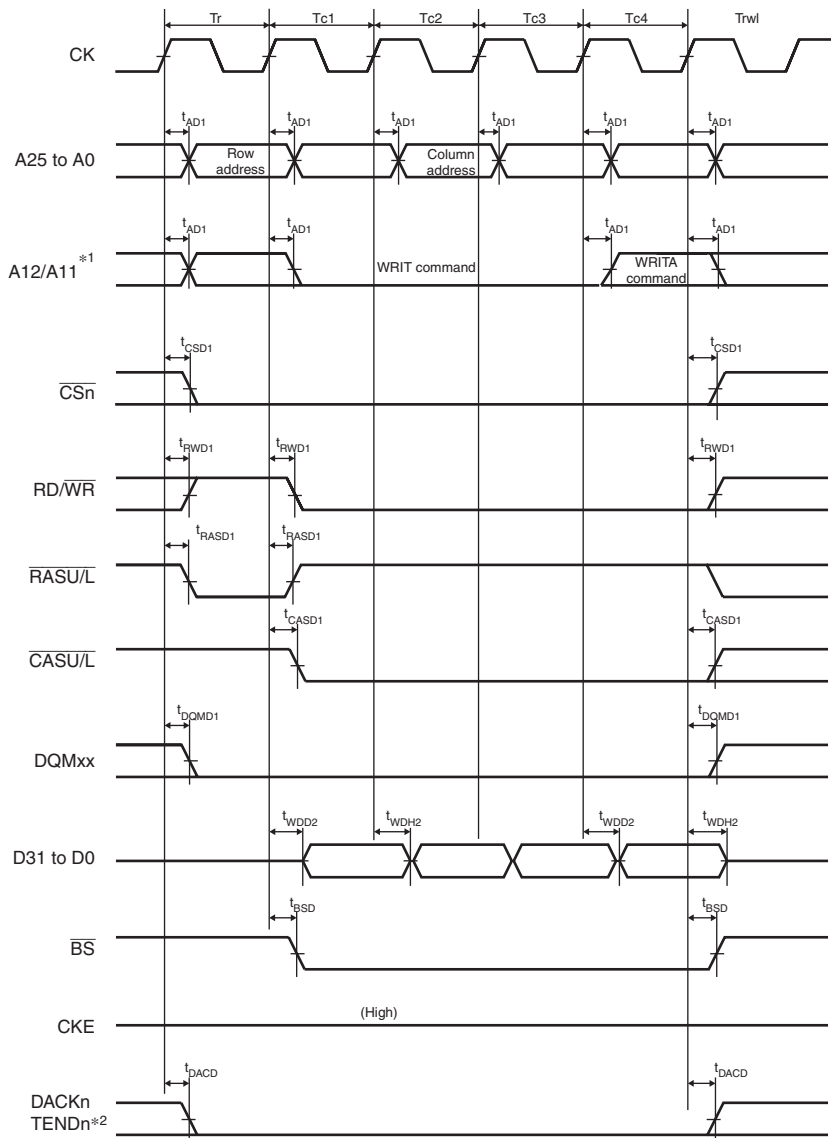 Tr Tc1 Tc2 Tc3 Tc4 Trwl
CK
tAD1 tAD1 tAD1 tAD1 tAD1 tAD1
A25 to A0
Row address
Column address
tAD1 tAD1 tAD1 tAD1
A12/A11 *1
WRIT command
WRITA command
tCSD1 tCSD1
CSn
tRWD1 tRWD1 tRWD1
RD/WR
tRASD1 tRASD1
RASU/L
tCASD1 tCASD1
CASU/L
tDQMD1 tDQMD1
DQMxx
tWDD2 tWDH2 tWDD2 tWDH2
D31 to D0
tBSD tBSD
BS
(High)
CKE
tDACD tDACD
DACKn
TENDn*2